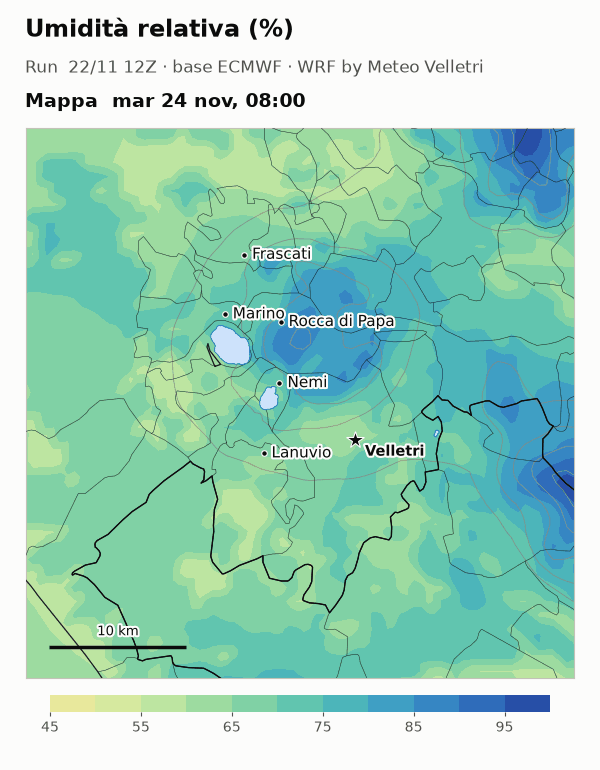 Umidità relativa (%)
Run  22/11 12Z · base ECMWF · WRF by Meteo Velletri
Mappa  mar 24 nov, 08:00
Frascati
Marino
Rocca di Papa
Nemi
Velletri
Lanuvio
10 km
45 55 65 75 85 95